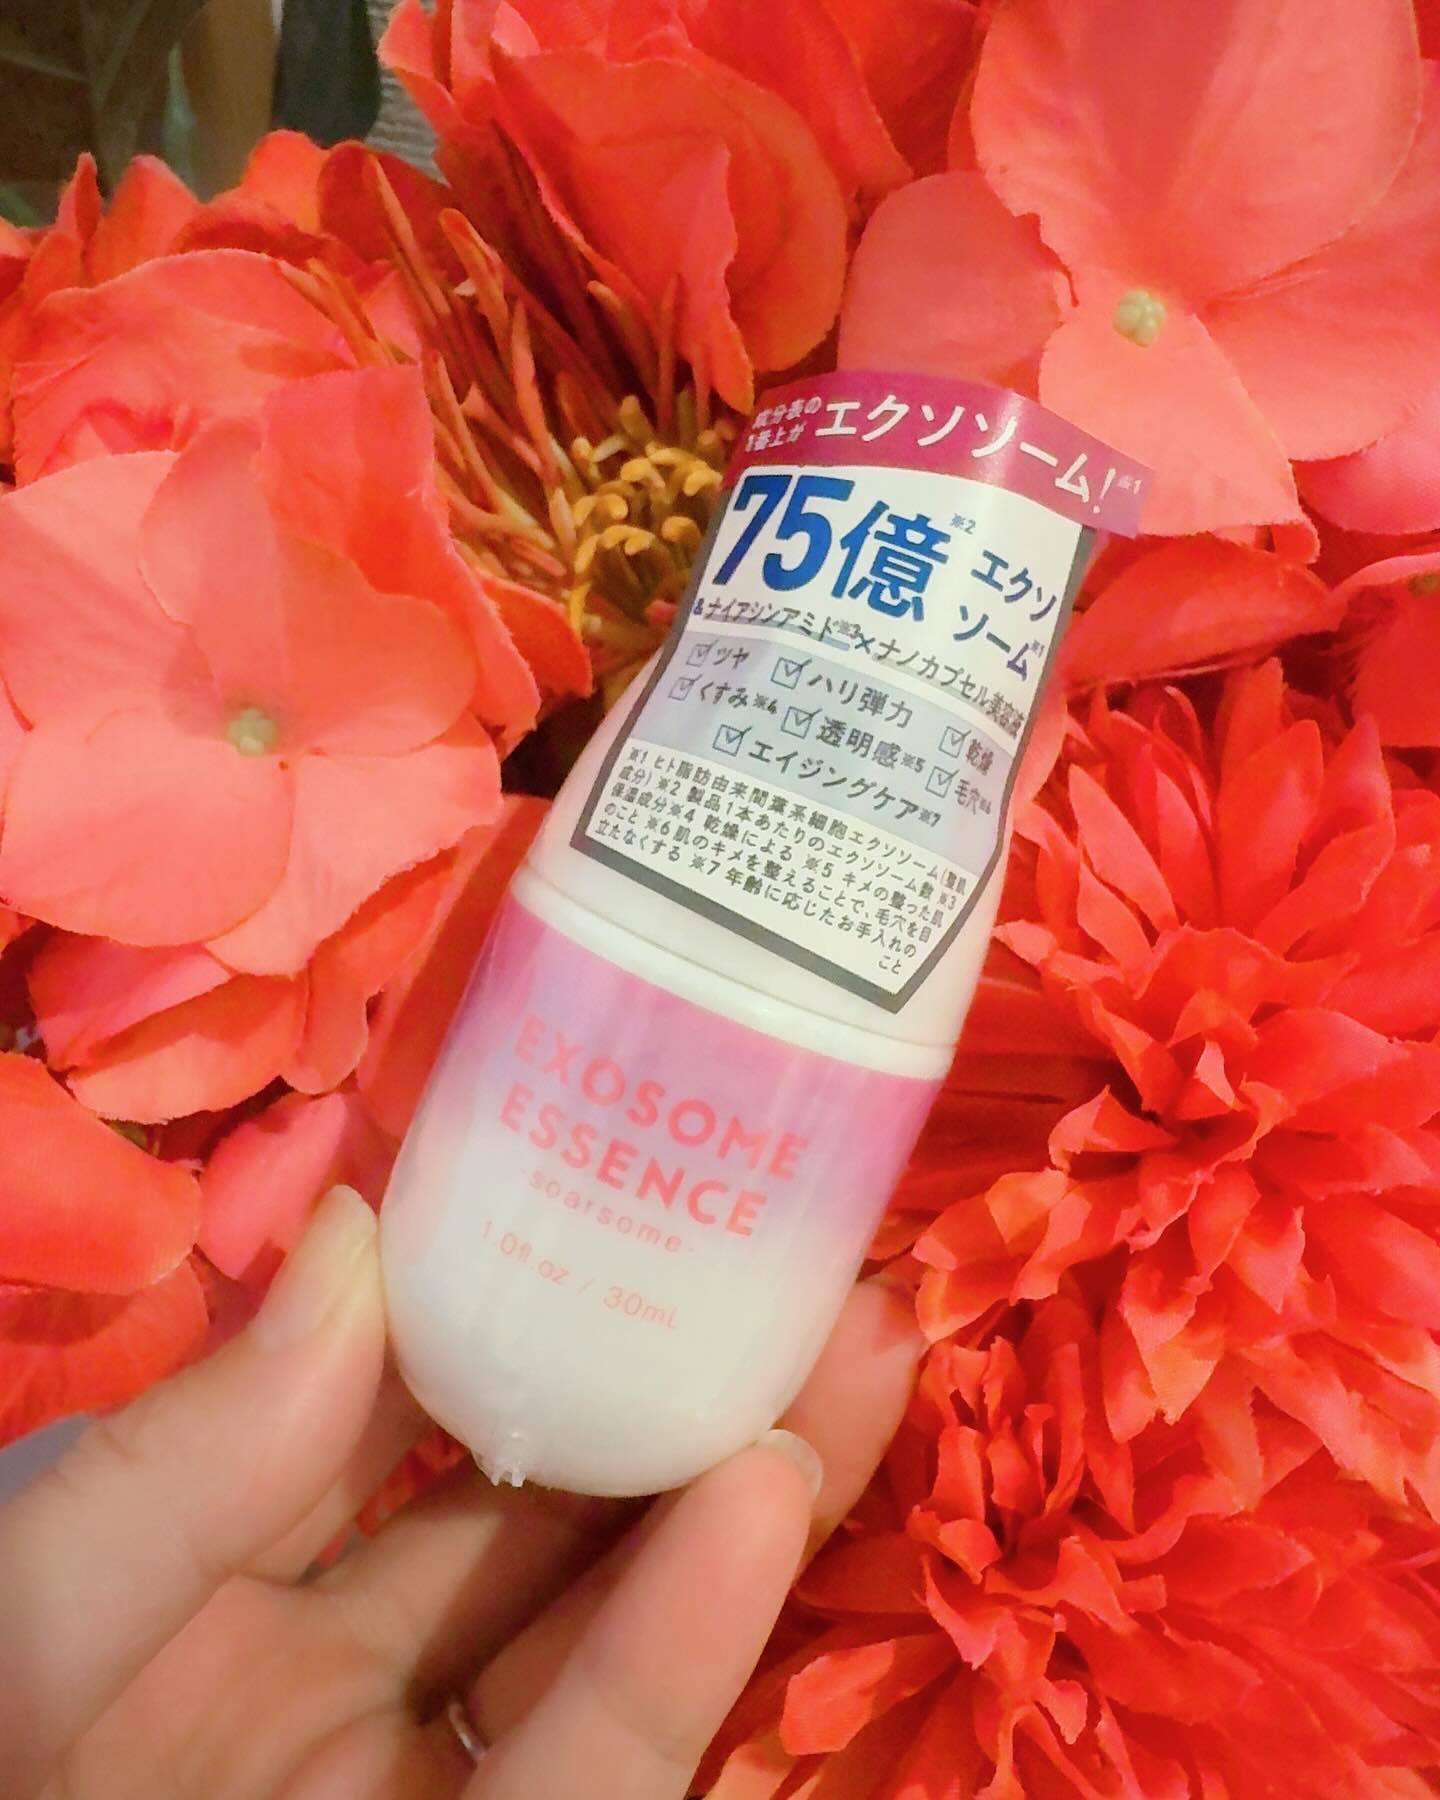 成分表の
1番上が エクソソーム!※1
75億※2 エクソ
ソーム※1
&ナイアシンアミド※3×ナノカプセル美容液
ツヤ ハリ弾力 乾燥
くすみ※4 透明感※5 毛穴※6
エイジングケア※7
※1 ヒト脂肪由来間葉系細胞エクソソーム(整肌
成分) ※2 製品1本あたりのエクソソーム数 ※3
保湿成分※4 乾燥による ※5 キメの整った肌
のこと ※6 肌のキメを整えることで、毛穴を目
立たなくする ※7 年齢に応じたお手入れの
こと
EXOSOME
ESSENCE
-soarsome-
1.0fl.oz / 30mL